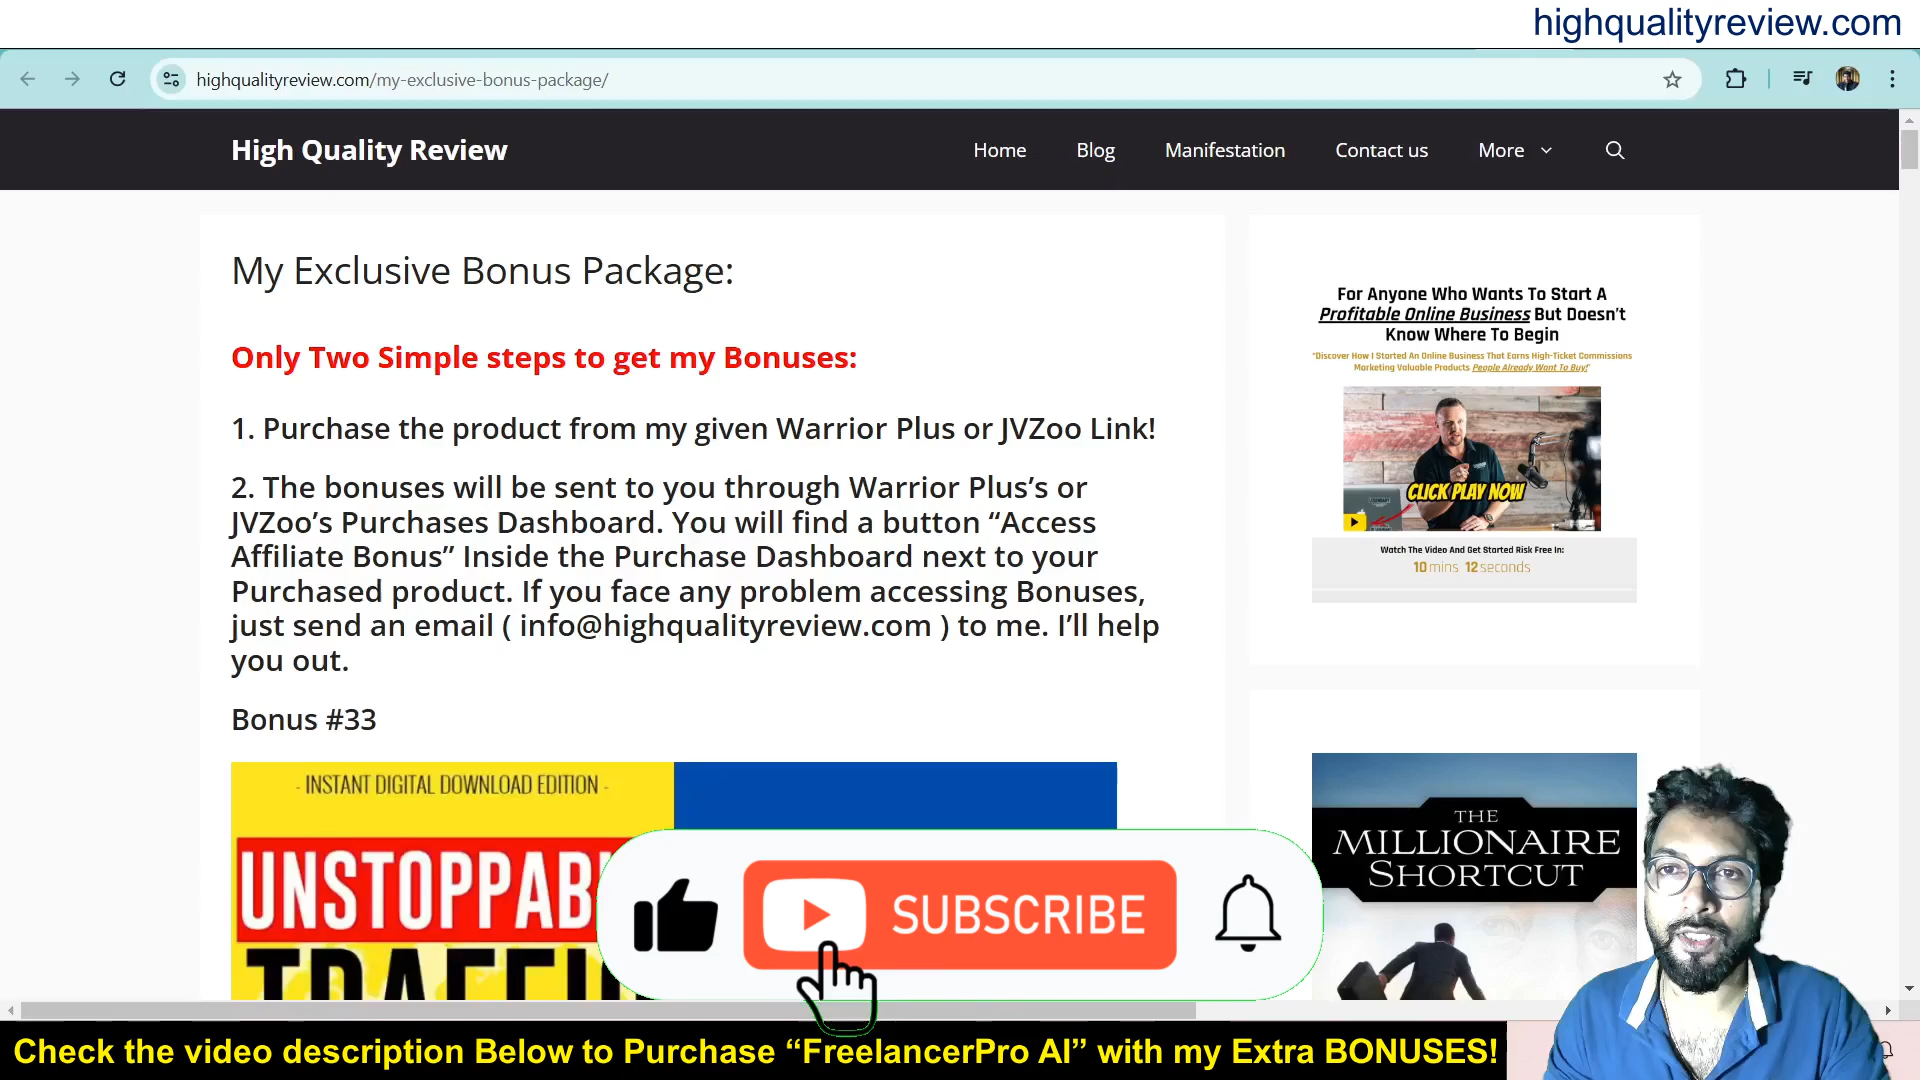 highqualityreview.com
highqualityreview.com/my-exclusive-bonus-package/
High Quality Review
Home
Blog
Manifestation
Contact us
More
My Exclusive Bonus Package:
Only Two Simple steps to get my Bonuses:
1. Purchase the product from my given Warrior Plus or JVZoo Link!
2. The bonuses will be sent to you through Warrior Plus’s or
JVZoo’s Purchases Dashboard. You will find a button “Access
Affiliate Bonus” Inside the Purchase Dashboard next to your
Purchased product. If you face any problem accessing Bonuses,
just send an email ( info@highqualityreview.com ) to me. I’ll help
you out.
Bonus #33
- INSTANT DIGITAL DOWNLOAD EDITION -
UNSTOPPAB
TRAFFI
For Anyone Who Wants To Start A
Profitable Online Business But Doesn’t
Know Where To Begin
“Discover How I Started An Online Business That Earns High-Ticket Commissions
Marketing Valuable Products People Already Want To Buy!”
CLICK PLAY NOW
Watch The Video And Get Started Risk Free In:
10 mins 12 seconds
THE
MILLIONAIRE
SHORTCUT
SUBSCRIBE
Check the video description Below to Purchase “FreelancerPro AI” with my Extra BONUSES!